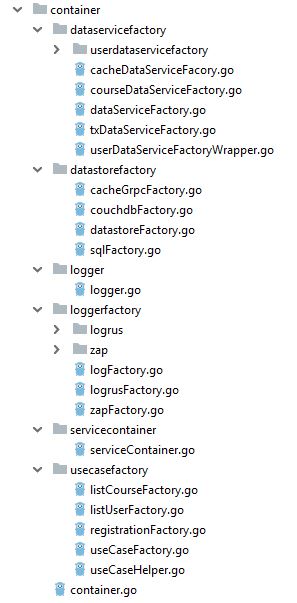 container
dataservicefactory
userdataservicefactory
cacheDataServiceFacory.go
courseDataServiceFactory.go
dataServiceFactory.go
txDataServiceFactory.go
userDataServiceFactoryWrapper.go
datastorefactory
cacheGrpcFactory.go
couchdbFactory.go
datastoreFactory.go
sqlFactory.go
logger
logger.go
loggerfactory
logrus
zap
logFactory.go
logrusFactory.go
zapFactory.go
servicecontainer
serviceContainer.go
usecasefactory
listCourseFactory.go
listUserFactory.go
registrationFactory.go
useCaseFactory.go
useCaseHelper.go
container.go